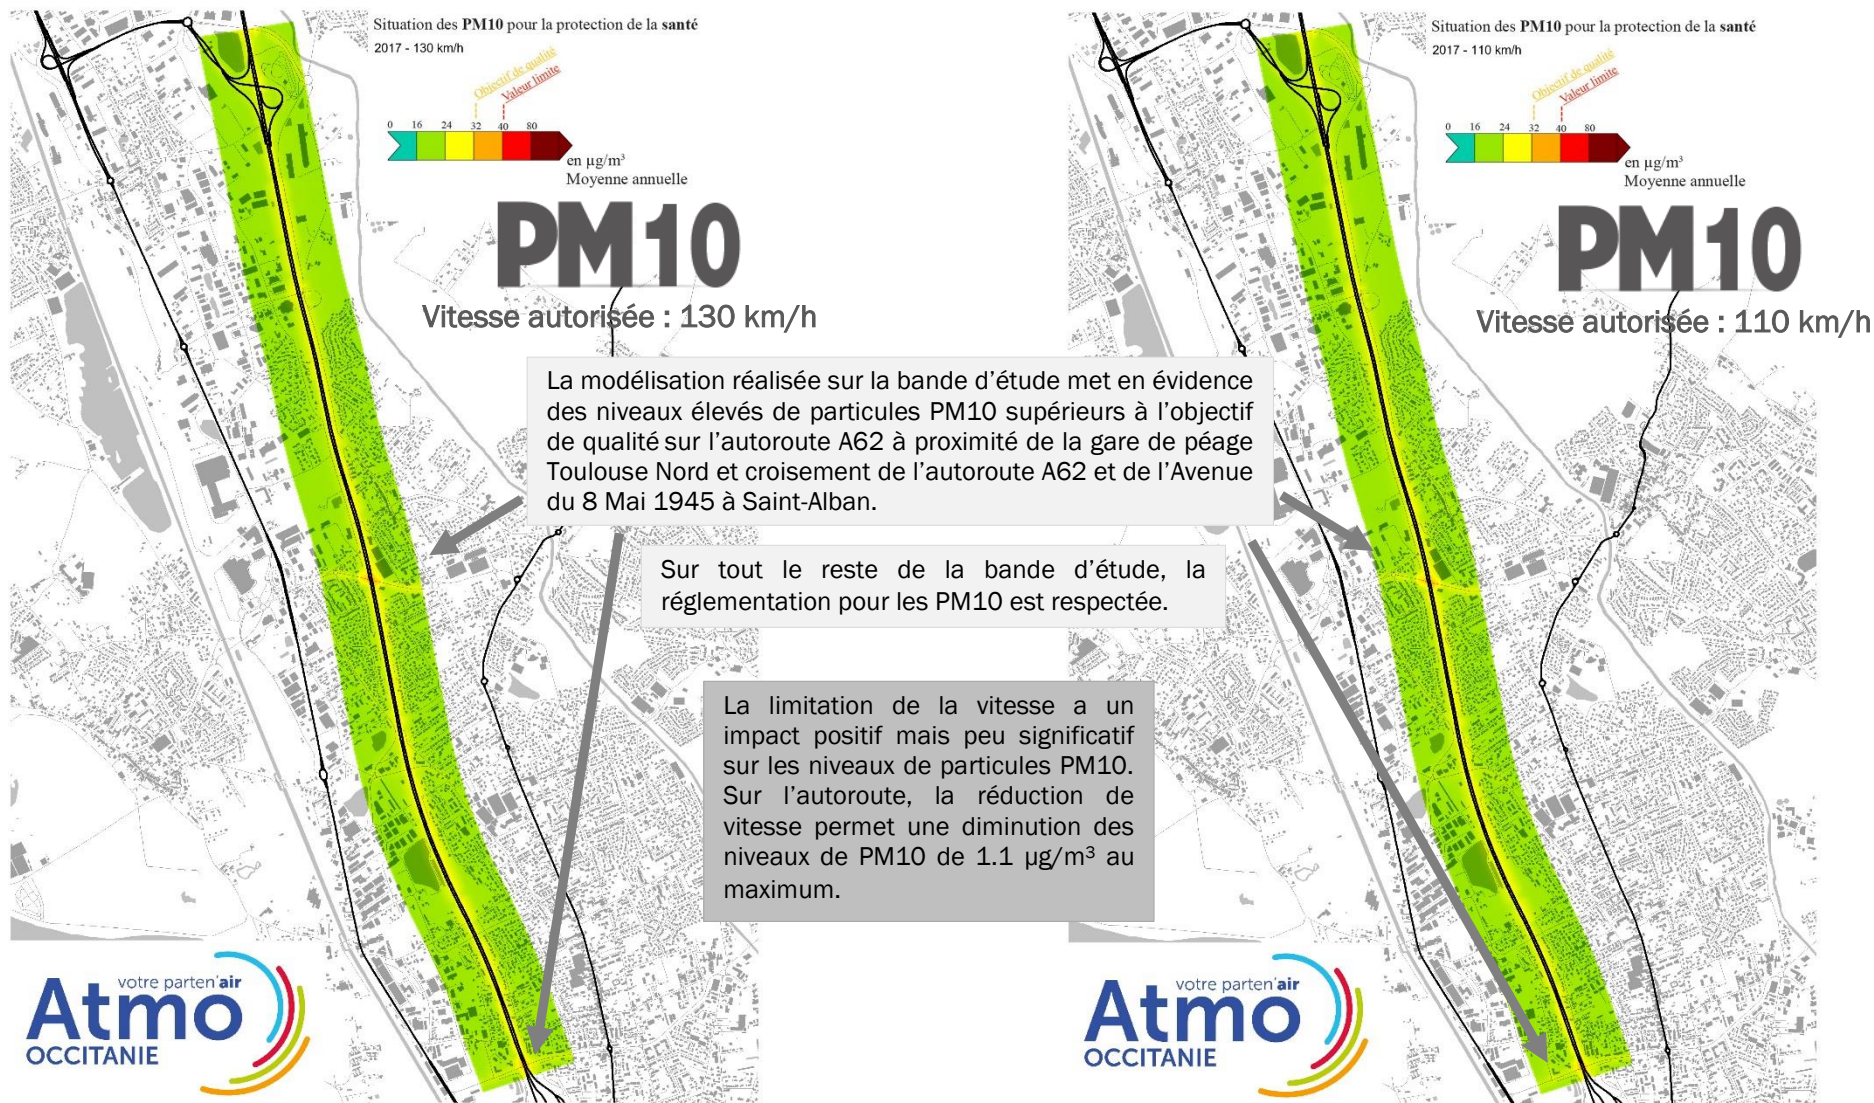 Situation des PM10 pour la protection de la santé
2017 - 130 km/h
Objectif de qualité
Valeur limite
0 16 24 32 40 80
en µg/m³
Moyenne annuelle
PM10
Vitesse autorisée : 130 km/h
Situation des PM10 pour la protection de la santé
2017 - 110 km/h
Objectif de qualité
Valeur limite
0 16 24 32 40 80
en µg/m³
Moyenne annuelle
PM10
Vitesse autorisée : 110 km/h
La modélisation réalisée sur la bande d'étude met en évidence
des niveaux élevés de particules PM10 supérieurs à l'objectif
de qualité sur l'autoroute A62 à proximité de la gare de péage
Toulouse Nord et croisement de l'autoroute A62 et de l'Avenue
du 8 Mai 1945 à Saint-Alban.
Sur tout le reste de la bande d'étude, la
réglementation pour les PM10 est respectée.
La limitation de la vitesse a un
impact positif mais peu significatif
sur les niveaux de particules PM10.
Sur l'autoroute, la réduction de
vitesse permet une diminution des
niveaux de PM10 de 1.1 µg/m³ au
maximum.
votre parten'air
Atmo
OCCITANIE
votre parten'air
Atmo
OCCITANIE